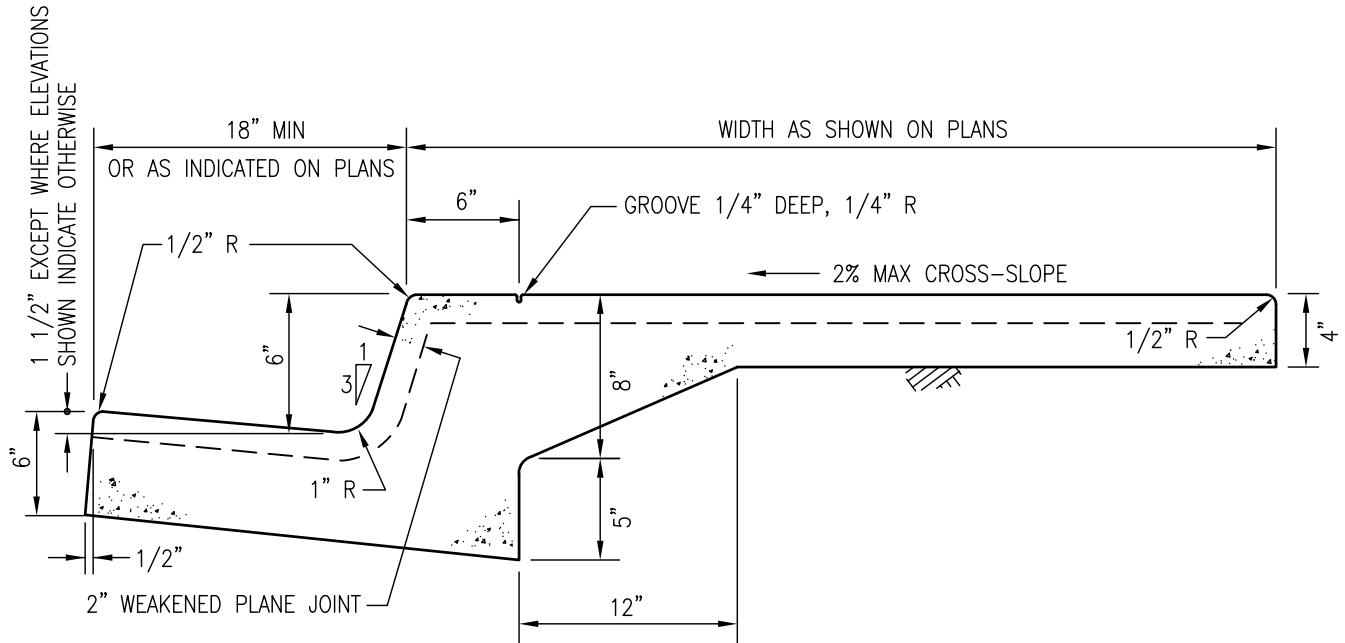 1 1/2” EXCEPT WHERE ELEVATIONS
SHOWN INDICATE OTHERWISE
18” MIN
OR AS INDICATED ON PLANS
WIDTH AS SHOWN ON PLANS
6”
GROOVE 1/4” DEEP, 1/4” R
1/2” R
2% MAX CROSS-SLOPE
6”
1
3
8”
1/2” R
4”
6”
1” R
5”
1/2”
2” WEAKENED PLANE JOINT
12”